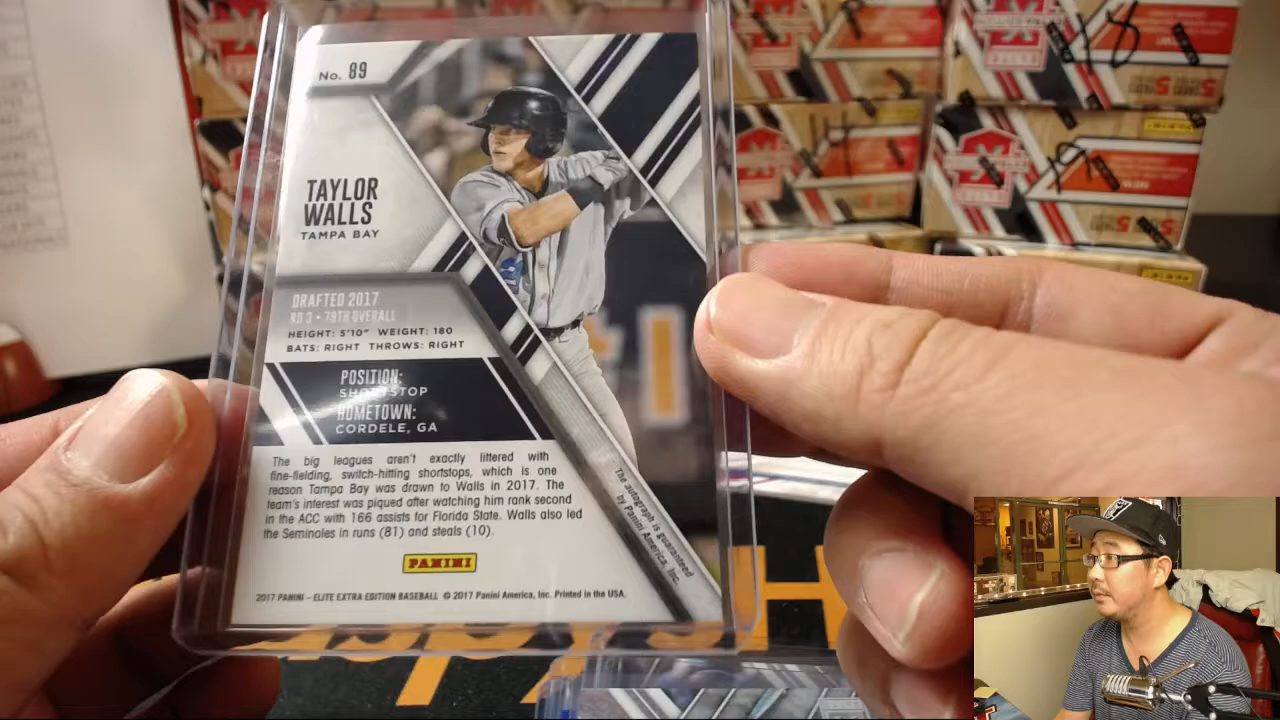 No. 89
TAYLOR
WALLS
TAMPA BAY
DRAFTED 2017
RD 3 • 79TH OVERALL
HEIGHT: 5'10" WEIGHT: 180
BATS: RIGHT THROWS: RIGHT
POSITION:
SHORTSTOP
HOMETOWN:
CORDELE, GA
The big leagues aren't exactly littered with
fine-fielding, switch-hitting shortstops, which is one
reason Tampa Bay was drawn to Walls in 2017. The
team's interest was piqued after watching him rank second
in the ACC with 166 assists for Florida State. Walls also led
the Seminoles in runs (81) and steals (10).
The autograph is guaranteed
by Panini America, Inc.
PANINI
2017 PANINI – ELITE EXTRA EDITION BASEBALL © 2017 Panini America, Inc. Printed in the USA.
18